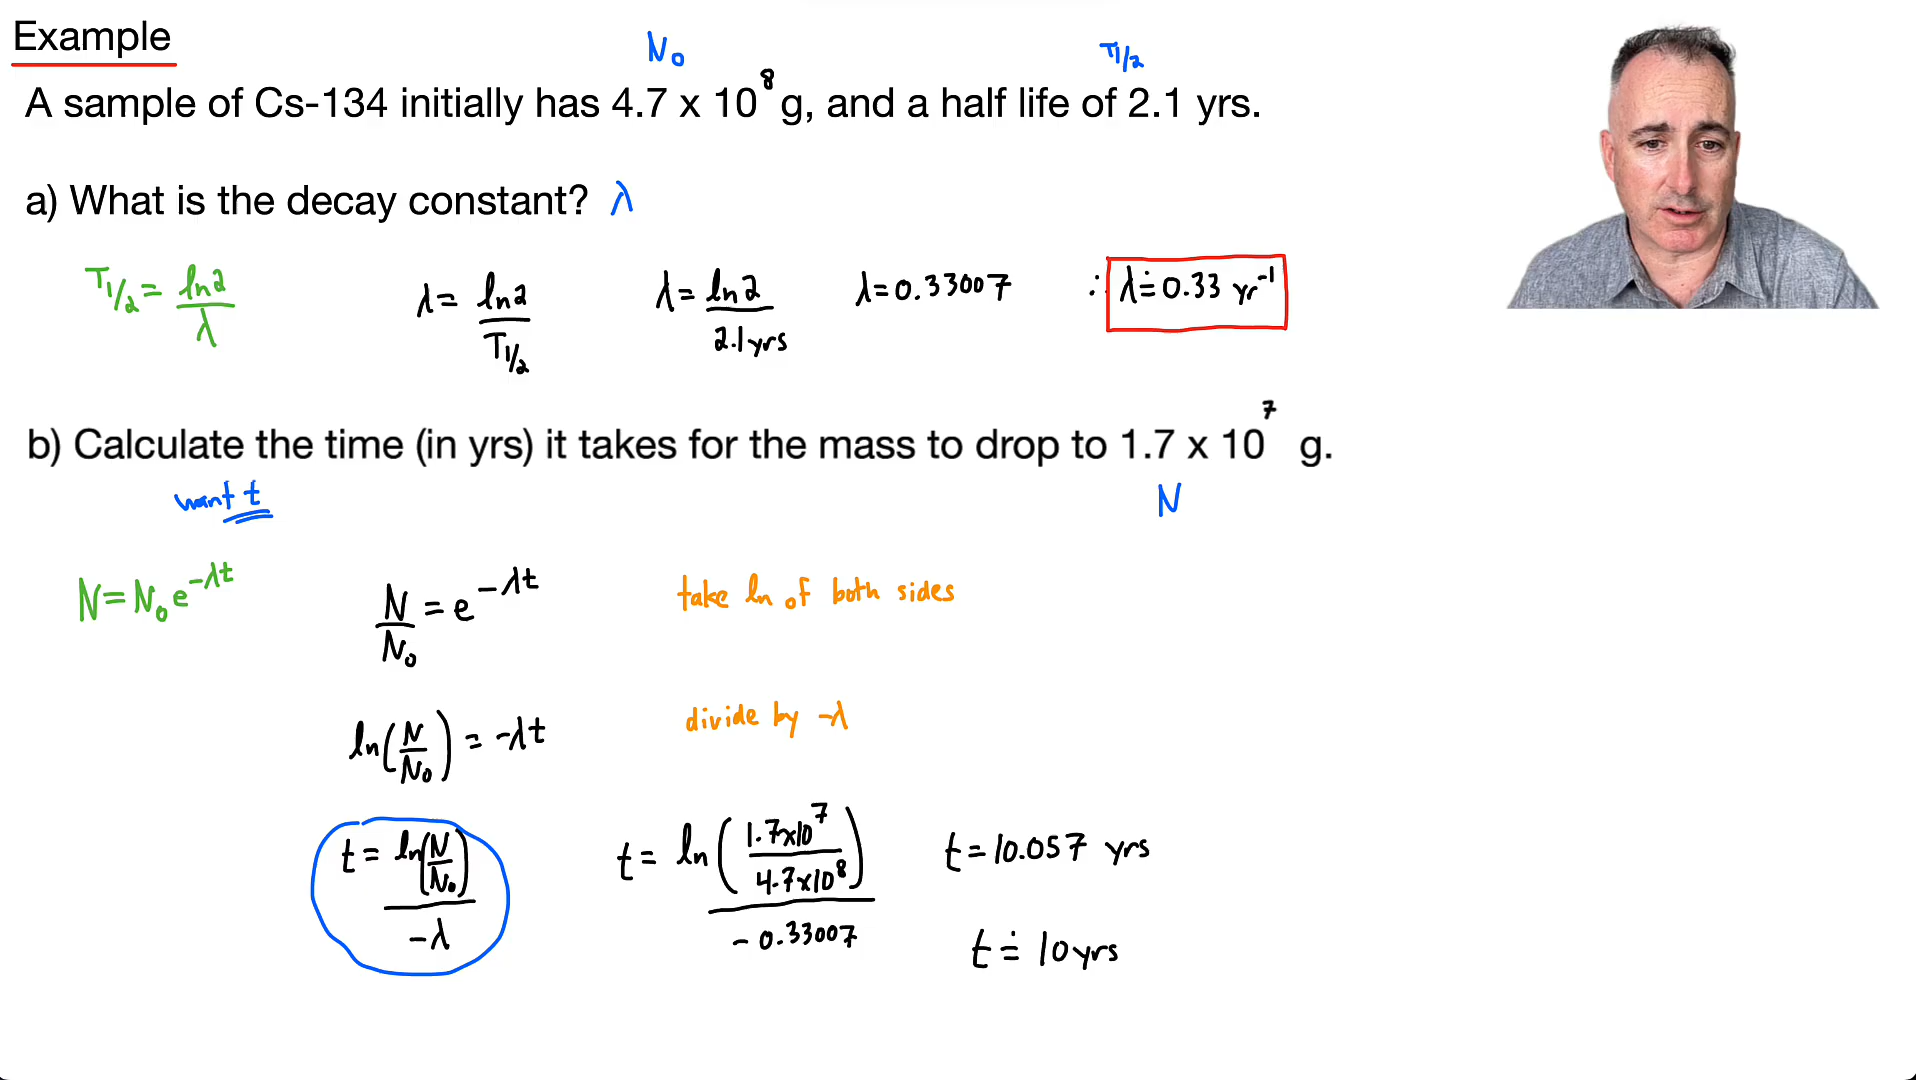 Example
N₀ T1/2
A sample of Cs-134 initially has 4.7 x 10⁸ g, and a half life of 2.1 yrs.
a) What is the decay constant? λ
T1/2 = ln2/λ λ = ln2/T1/2 λ = ln2/2.1yrs λ=0.33007 ∴ λ≐0.33 yr⁻¹
b) Calculate the time (in yrs) it takes for the mass to drop to 1.7 x 10⁷ g.
want t N
N=N₀e^-λt N/N₀ = e^-λt take ln of both sides
ln(N/N₀) = -λt divide by -λ
t = ln(N/N₀)/-λ t = ln(1.7x10⁷/4.7x10⁸)/-0.33007 t=10.057 yrs
t ≐ 10yrs